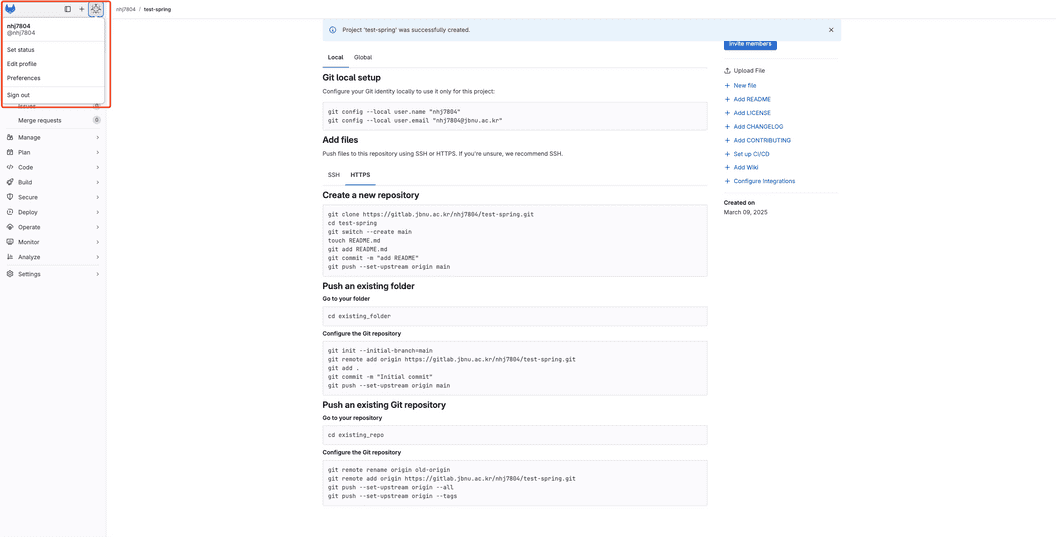 nhj7804
@nhj7804
Set status
Edit profile
Preferences
Sign out
Issues 0
Merge requests 0
Manage
Plan
Code
Build
Secure
Deploy
Operate
Monitor
Analyze
Settings
nhj7804 / test-spring
Project 'test-spring' was successfully created.
Local Global
Git local setup
Configure your Git identity locally to use it only for this project:
git config --local user.name "nhj7804"
git config --local user.email "nhj7804@jbnu.ac.kr"
Add files
Push files to this repository using SSH or HTTPS. If you're unsure, we recommend SSH.
SSH HTTPS
Create a new repository
git clone https://gitlab.jbnu.ac.kr/nhj7804/test-spring.git
cd test-spring
git switch --create main
touch README.md
git add README.md
git commit -m "add README"
git push --set-upstream origin main
Push an existing folder
Go to your folder
cd existing_folder
Configure the Git repository
git init --initial-branch=main
git remote add origin https://gitlab.jbnu.ac.kr/nhj7804/test-spring.git
git add .
git commit -m "Initial commit"
git push --set-upstream origin main
Push an existing Git repository
Go to your repository
cd existing_repo
Configure the Git repository
git remote rename origin old-origin
git remote add origin https://gitlab.jbnu.ac.kr/nhj7804/test-spring.git
git push --set-upstream origin --all
git push --set-upstream origin --tags
Invite members
Upload File
New file
Add README
Add LICENSE
Add CHANGELOG
Add CONTRIBUTING
Set up CI/CD
Add Wiki
Configure Integrations
Created on
March 09, 2025